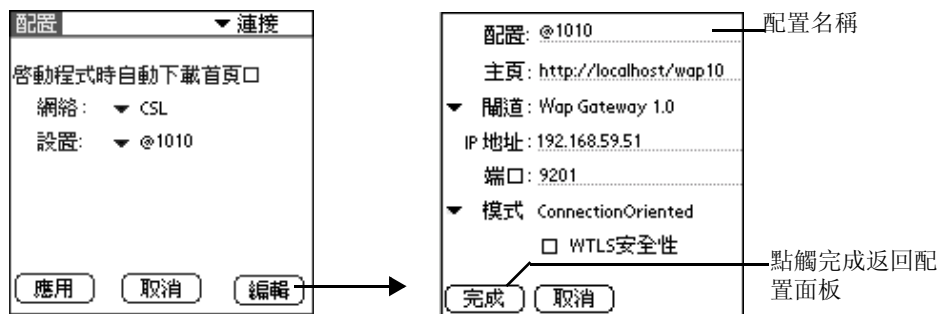 配置 連接
啓動程式時自動下載首頁
網絡: CSL
設置: @1010
應用 取消 編輯
配置: @1010
主頁: http://localhost/wap10
閘道: Wap Gateway 1.0
IP 地址: 192.168.59.51
端口: 9201
模式 ConnectionOriented
WTLS安全性
完成 取消
配置名稱
點觸完成返回配
置面板